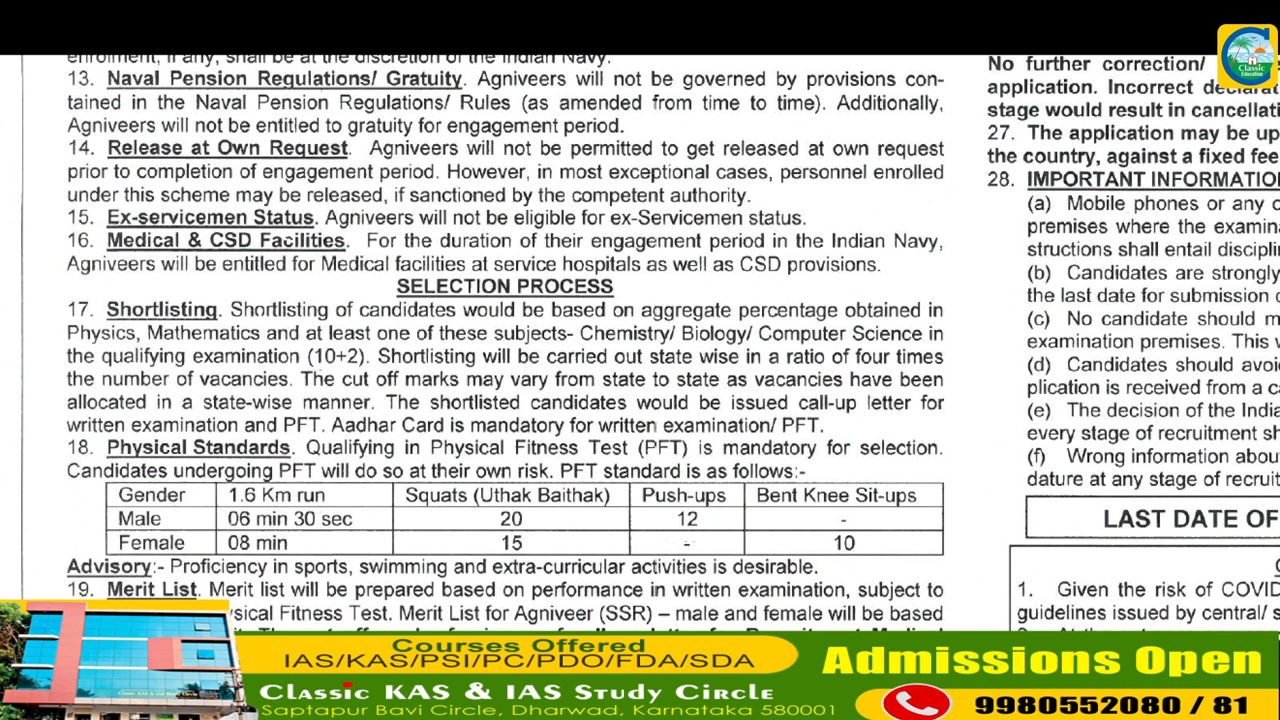 enrolment, if any, shall be at the discretion of the Indian Navy.
13. Naval Pension Regulations/ Gratuity. Agniveers will not be governed by provisions con-
tained in the Naval Pension Regulations/ Rules (as amended from time to time). Additionally,
Agniveers will not be entitled to gratuity for engagement period.
14. Release at Own Request. Agniveers will not be permitted to get released at own request
prior to completion of engagement period. However, in most exceptional cases, personnel enrolled
under this scheme may be released, if sanctioned by the competent authority.
15. Ex-servicemen Status. Agniveers will not be eligible for ex-Servicemen status.
16. Medical & CSD Facilities. For the duration of their engagement period in the Indian Navy,
Agniveers will be entitled for Medical facilities at service hospitals as well as CSD provisions.
SELECTION PROCESS
17. Shortlisting. Shortlisting of candidates would be based on aggregate percentage obtained in
Physics, Mathematics and at least one of these subjects- Chemistry/ Biology/ Computer Science in
the qualifying examination (10+2). Shortlisting will be carried out state wise in a ratio of four times
the number of vacancies. The cut off marks may vary from state to state as vacancies have been
allocated in a state-wise manner. The shortlisted candidates would be issued call-up letter for
written examination and PFT. Aadhar Card is mandatory for written examination/ PFT.
18. Physical Standards. Qualifying in Physical Fitness Test (PFT) is mandatory for selection.
Candidates undergoing PFT will do so at their own risk. PFT standard is as follows:-
Gender 1.6 Km run Squats (Uthak Baithak) Push-ups Bent Knee Sit-ups
Male 06 min 30 sec 20 12 -
Female 08 min 15 - 10
Advisory:- Proficiency in sports, swimming and extra-curricular activities is desirable.
19. Merit List. Merit list will be prepared based on performance in written examination, subject to
Fitness Test. Merit List for Agniveer (SSR) – male and female will be based
No further correction/
application. Incorrect
stage would result in
27. The application may be
the country, against a fixed fee
28. IMPORTANT
(a) Mobile phones or any
premises where the
shall entail
(b) Candidates are strongly
the last date for submission
(c) No candidate should
examination premises. This
(d) Candidates should
is received from a
(e) The decision of the
every stage of recruitment
(f) Wrong information
at any stage of
LAST DATE OF
1. Given the risk of
guidelines issued by central/
Classic
Education
Courses Offered
IAS/KAS/PSI/PC/PDO/FDA/SDA
Classic KAS & IAS Study Circle
Saptapur Bavi Circle, Dharwad, Karnataka 580001
Admissions Open
9980552080 / 81